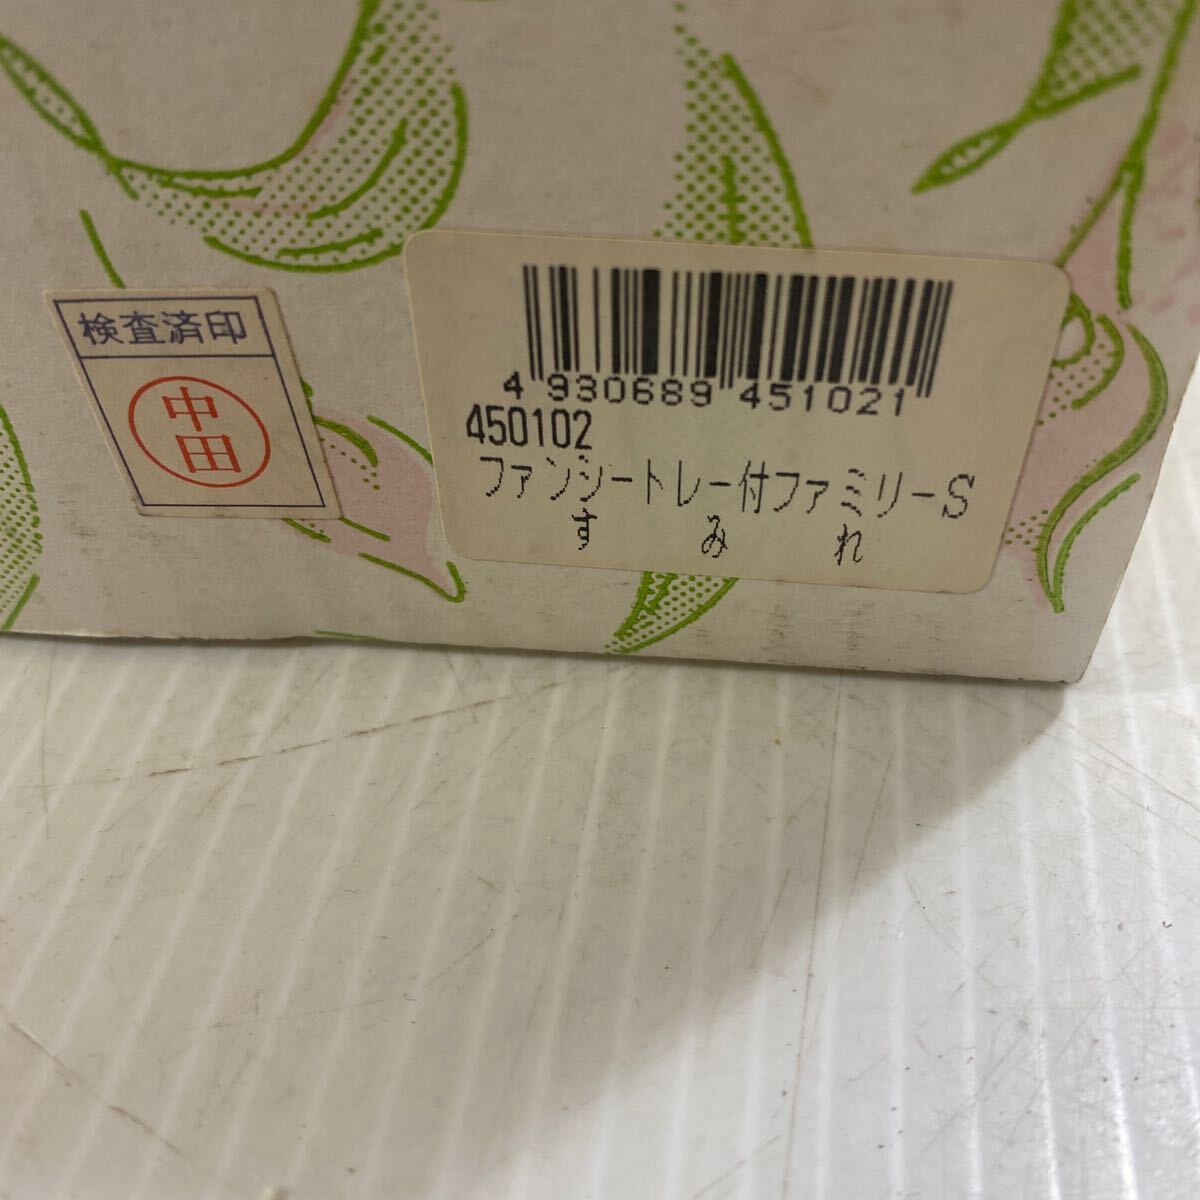 検査済印
中田
4 930689 451021
450102
ファンシートレー付ファミリーS
すみれ